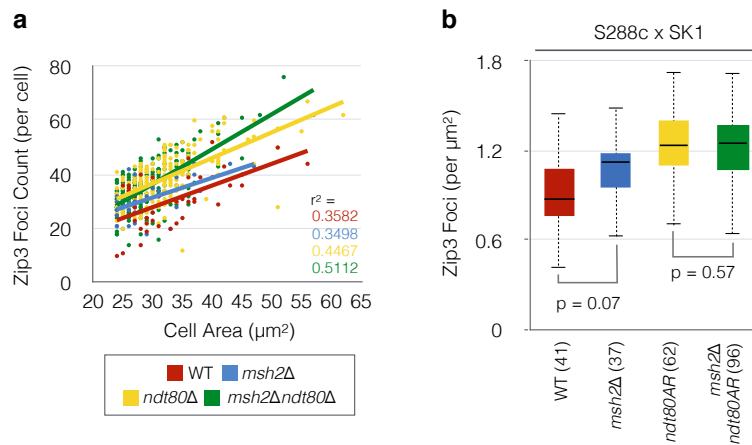 a
Zip3 Foci Count (per cell)
80
60
40
20
0
20 25 30 35 40 45 50 55 60 65
Cell Area (µm²)
r² =
0.3582
0.3498
0.4467
0.5112
WT msh2Δ
ndt80Δ msh2Δndt80Δ
b
S288c x SK1
Zip3 Foci (per µm²)
1.8
1.2
0.6
0
p = 0.07
p = 0.57
WT (41)
msh2Δ (37)
ndt80AR (62)
msh2Δ
ndt80AR (96)